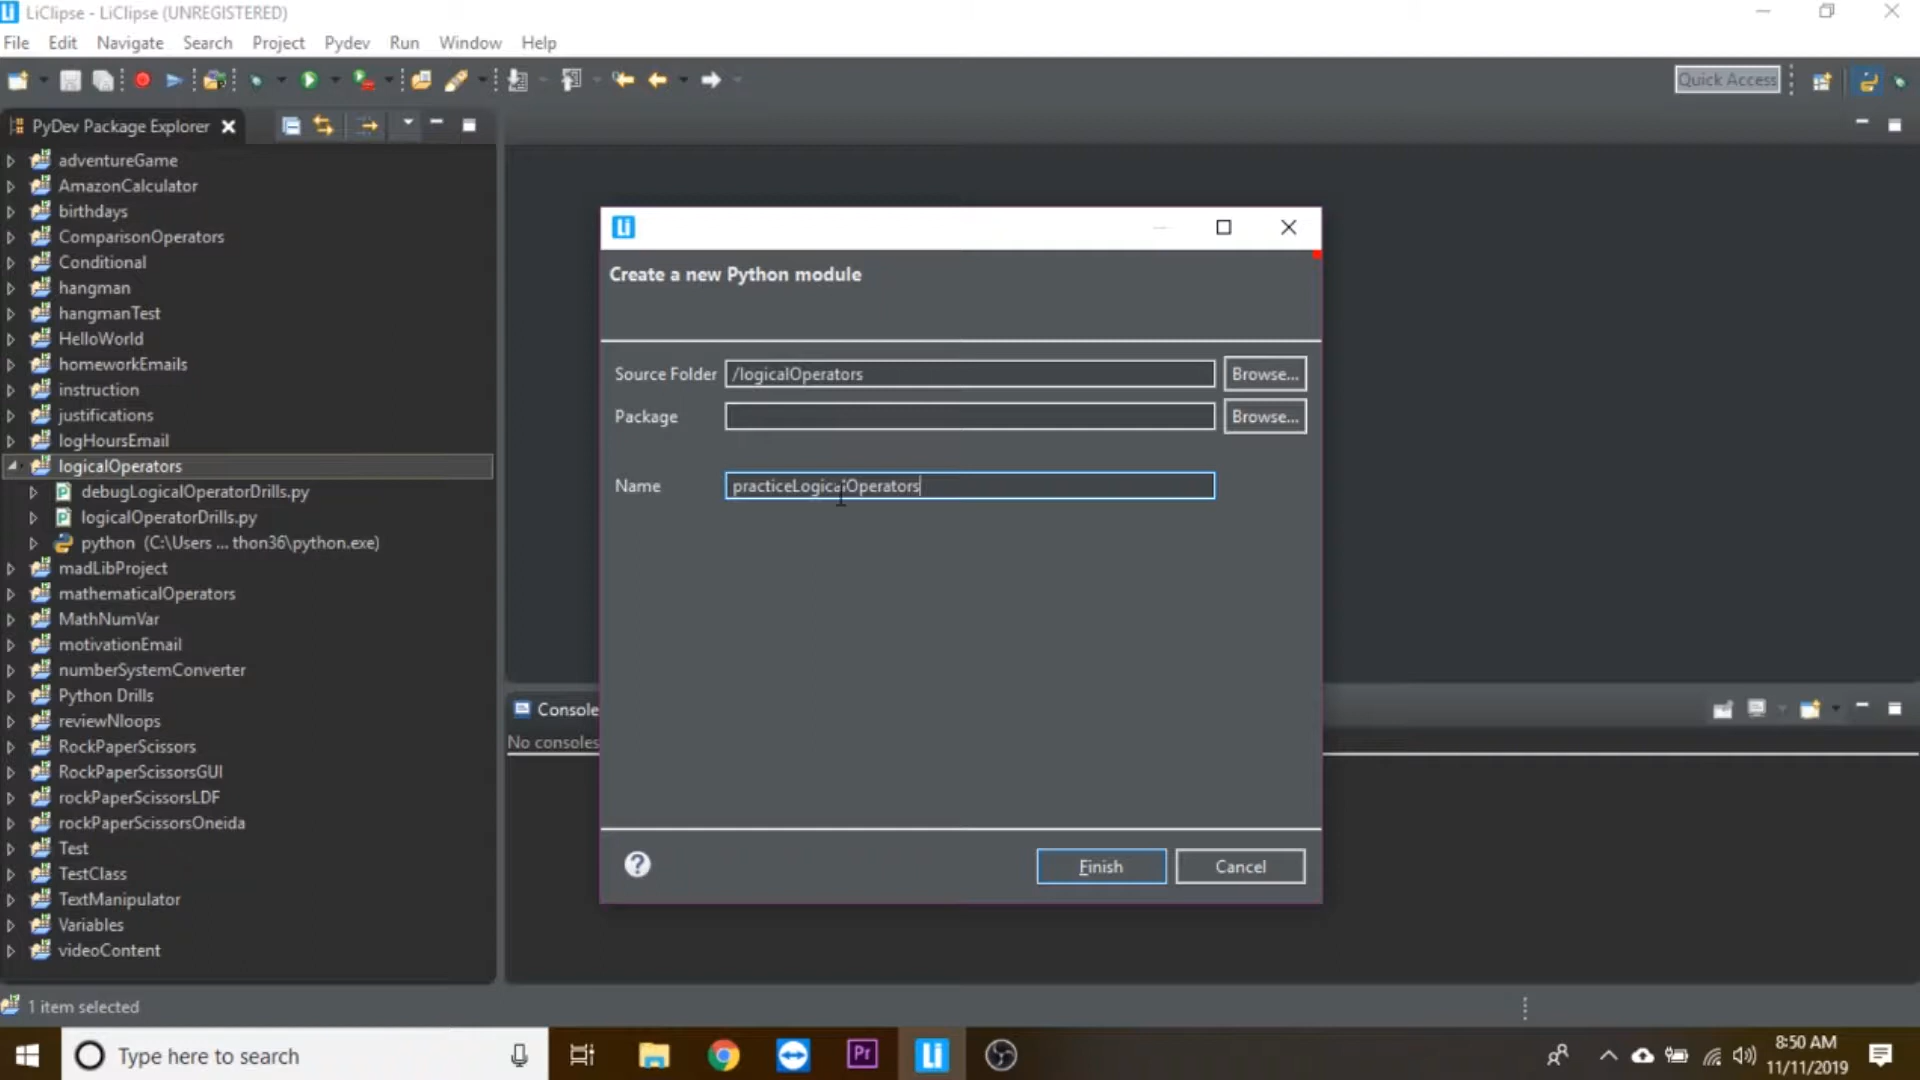 LiClipse - LiClipse (UNREGISTERED)
File Edit Navigate Search Project Pydev Run Window Help
Quick Access
PyDev Package Explorer
adventureGame
AmazonCalculator
birthdays
ComparisonOperators
Conditional
hangman
hangmanTest
HelloWorld
homeworkEmails
instruction
justifications
logHoursEmail
logicalOperators
debugLogicalOperatorDrills.py
logicalOperatorDrills.py
python (C:\Users ... thon36\python.exe)
madLibProject
mathematicalOperators
MathNumVar
motivationEmail
numberSystemConverter
Python Drills
reviewNloops
RockPaperScissors
RockPaperScissorsGUI
rockPaperScissorsLDF
rockPaperScissorsOneida
Test
TestClass
TextManipulator
Variables
videoContent
Li
Create a new Python module
Source Folder /logicalOperators Browse...
Package Browse...
Name practiceLogicalOperators
Console
No consoles
? Finish Cancel
1 item selected
Type here to search
Pr
Li
8:50 AM
11/11/2019